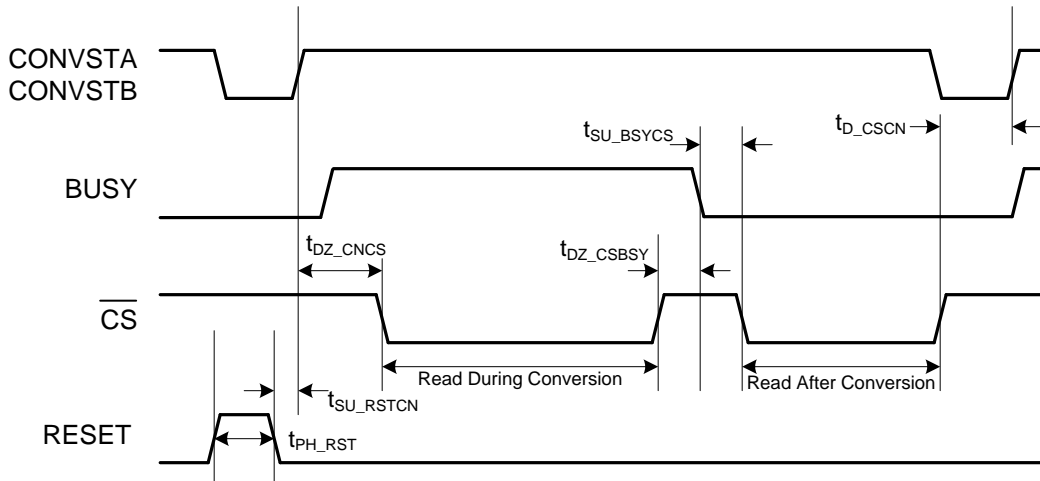 CONVSTA
CONVSTB
t_SU_BSYCS
t_D_CSCN
BUSY
t_DZ_CNCS
t_DZ_CSBSY
CS
Read During Conversion
Read After Conversion
t_SU_RSTCN
RESET
t_PH_RST